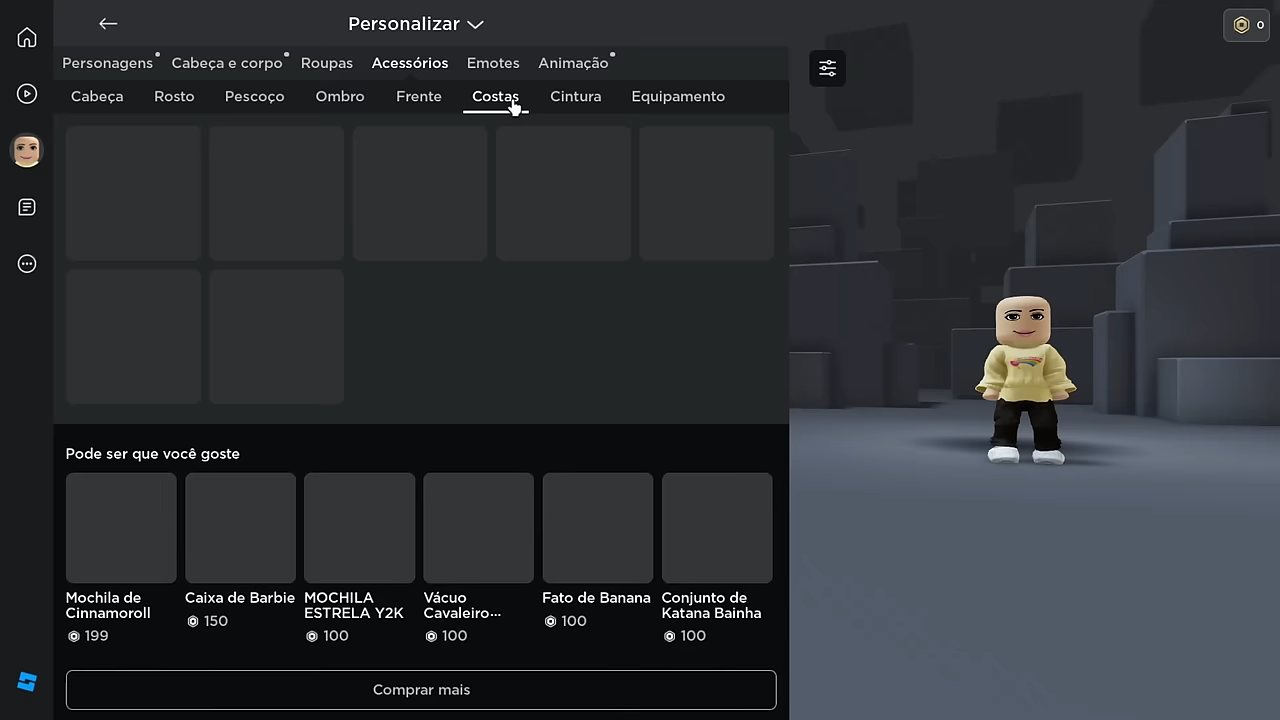 Personalizar
0
Personagens
Cabeça e corpo
Roupas
Acessórios
Emotes
Animação
Cabeça
Rosto
Pescoço
Ombro
Frente
Costas
Cintura
Equipamento
Pode ser que você goste
Mochila de
Cinnamoroll
199
Caixa de Barbie
150
MOCHILA
ESTRELA Y2K
100
Vácuo
Cavaleiro...
100
Fato de Banana
100
Conjunto de
Katana Bainha
100
Comprar mais